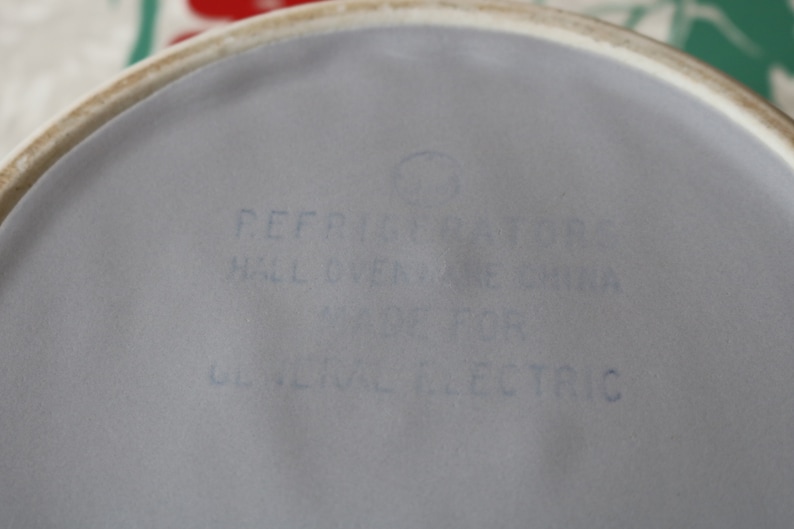 REFRIGERATORS
HALL OVENWARE CHINA
MADE FOR
GENERAL ELECTRIC